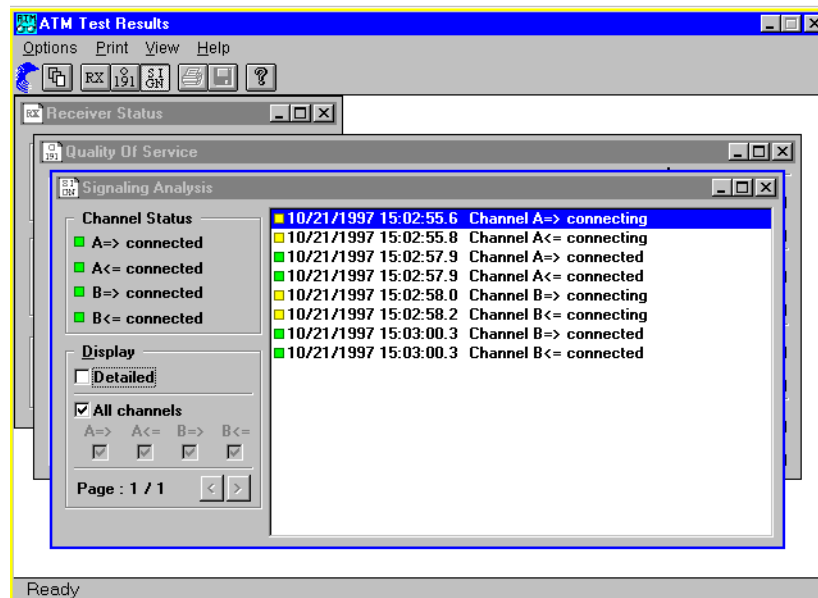 ATM Test Results
Options Print View Help
RX Q191 SIGN ?
RX Receiver Status
Q191 Quality Of Service
SIGN Signaling Analysis
Channel Status
A=> connected
A<= connected
B=> connected
B<= connected
Display
Detailed
All channels
A=> A<= B=> B<=
Page : 1 / 1 < >
10/21/1997 15:02:55.6 Channel A=> connecting
10/21/1997 15:02:55.8 Channel A<= connecting
10/21/1997 15:02:57.9 Channel A=> connected
10/21/1997 15:02:57.9 Channel A<= connected
10/21/1997 15:02:58.0 Channel B=> connecting
10/21/1997 15:02:58.2 Channel B<= connecting
10/21/1997 15:03:00.3 Channel B=> connected
10/21/1997 15:03:00.3 Channel B<= connected
Ready